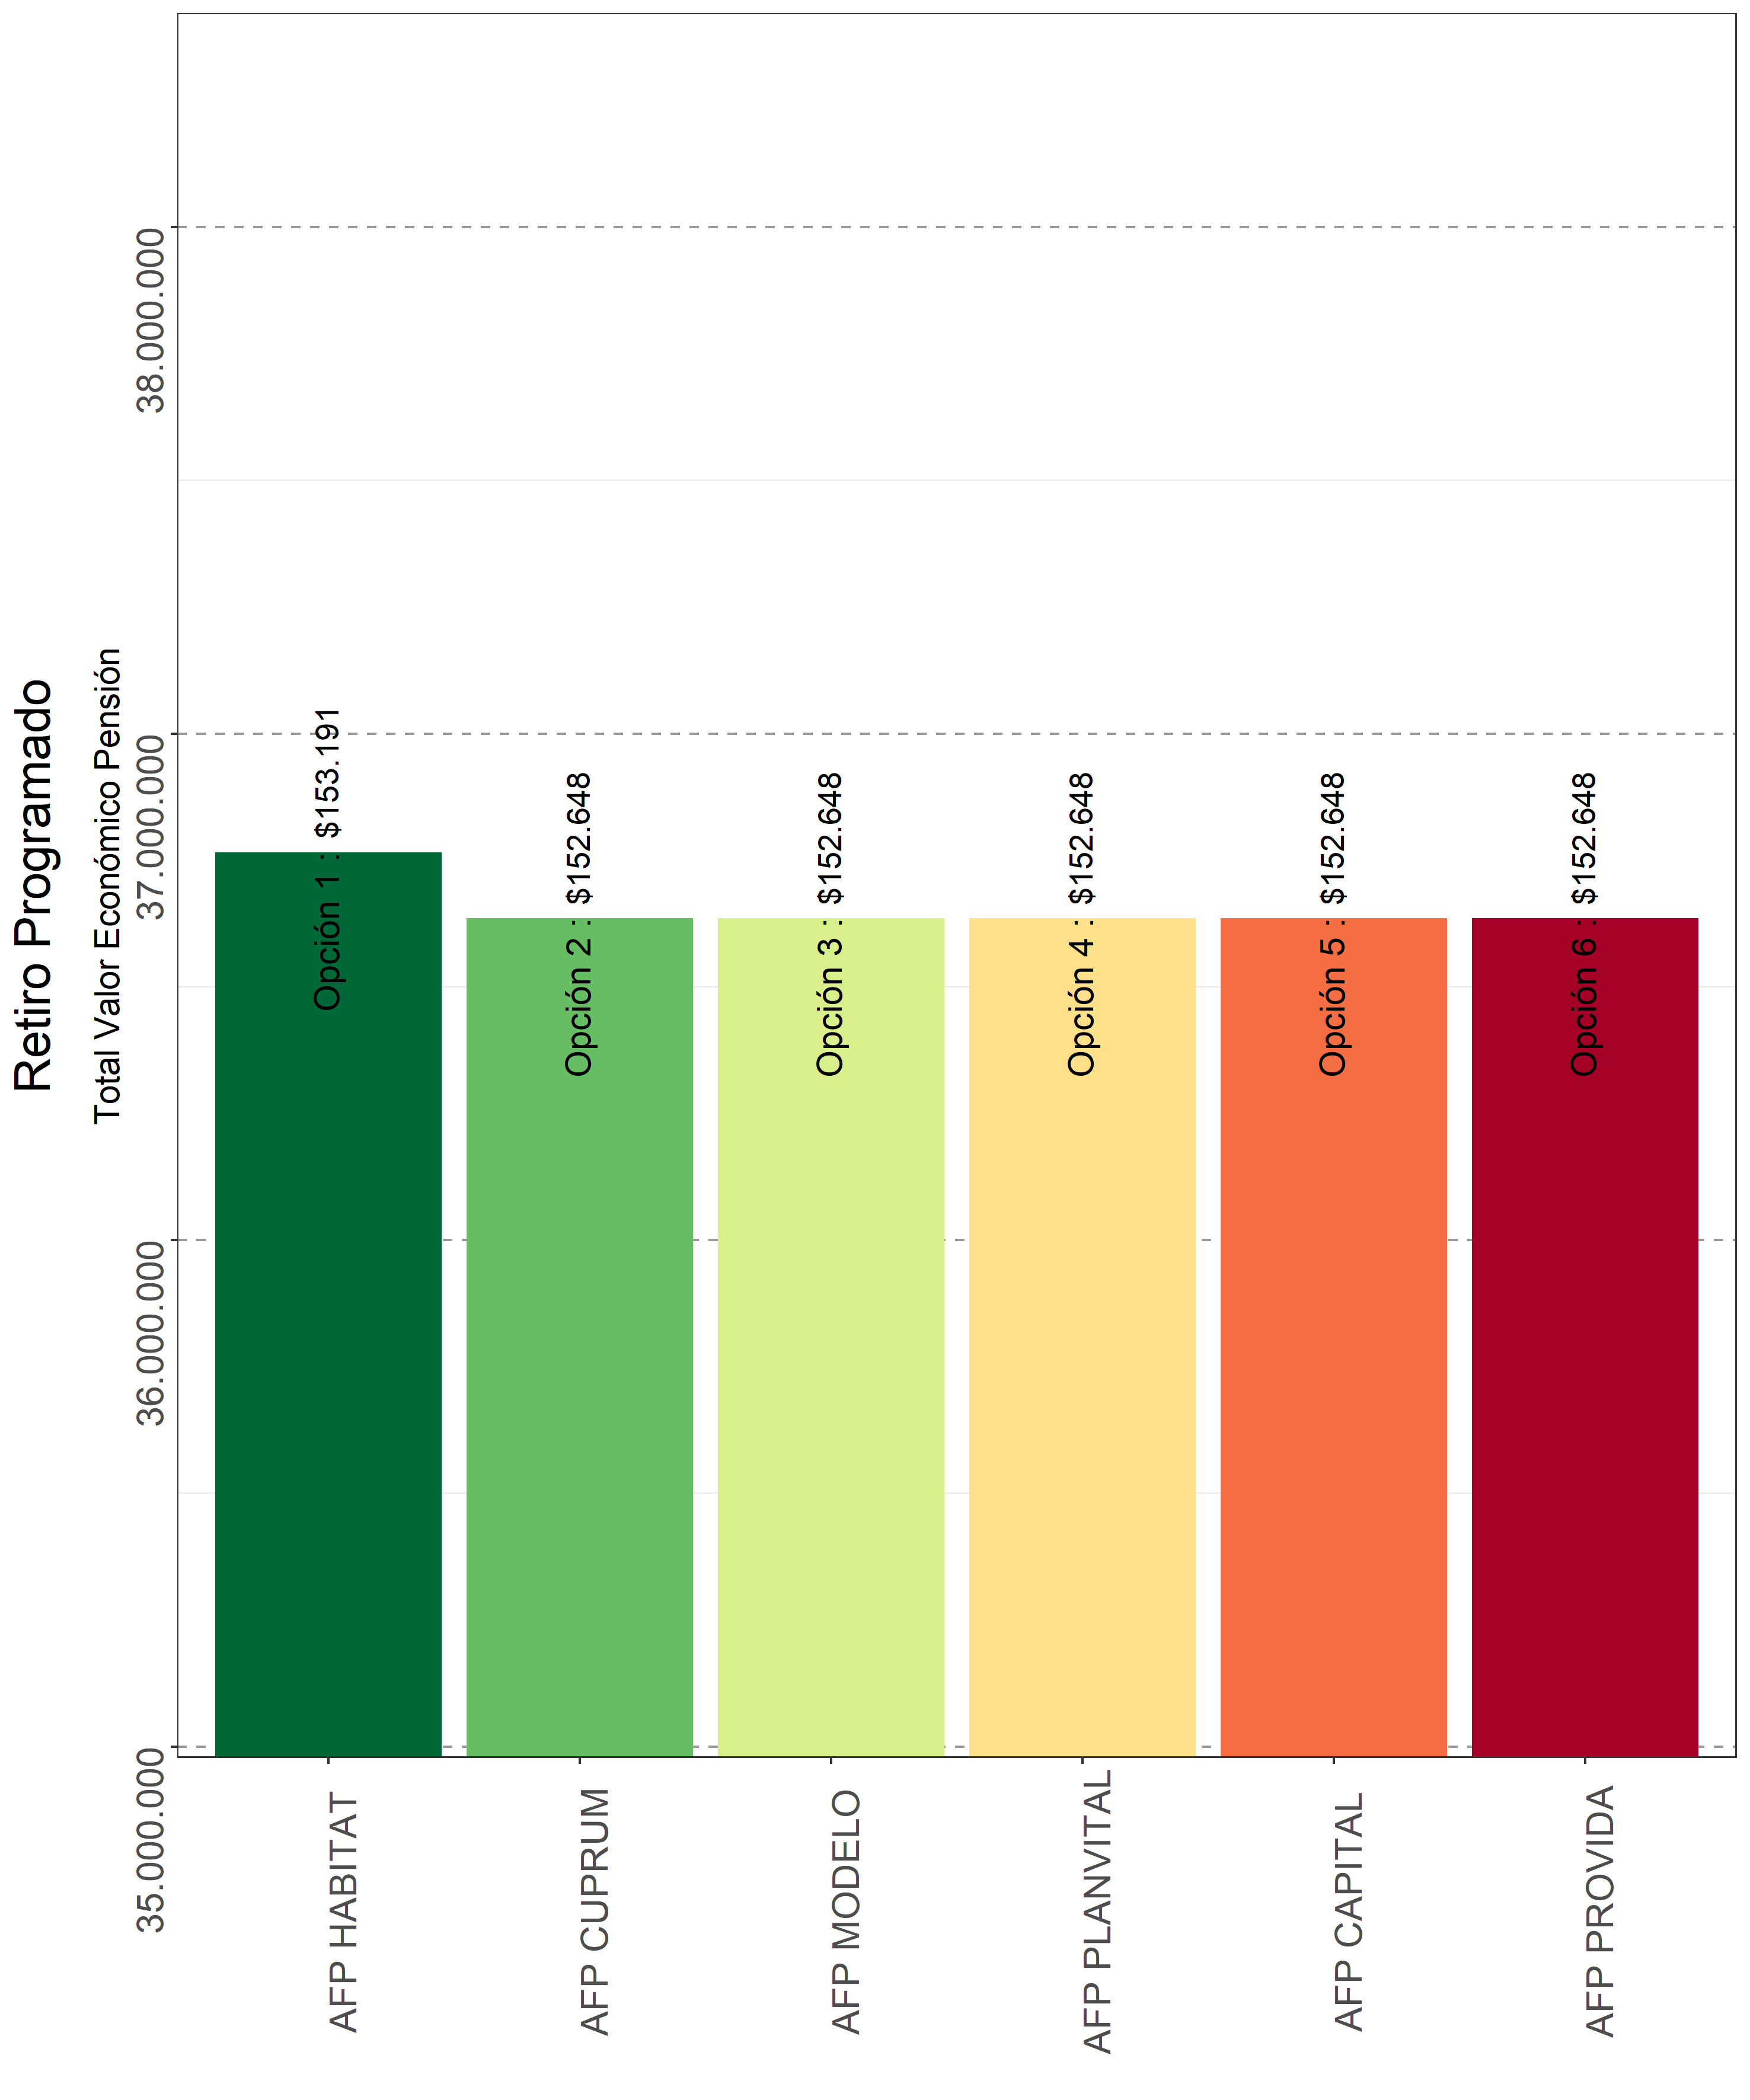 Retiro Programado
Total Valor Económico Pensión
38.000.000
37.000.000
36.000.000
35.000.000
Opción 1 : $153.191
Opción 2 : $152.648
Opción 3 : $152.648
Opción 4 : $152.648
Opción 5 : $152.648
Opción 6 : $152.648
AFP HABITAT
AFP CUPRUM
AFP MODELO
AFP PLANVITAL
AFP CAPITAL
AFP PROVIDA